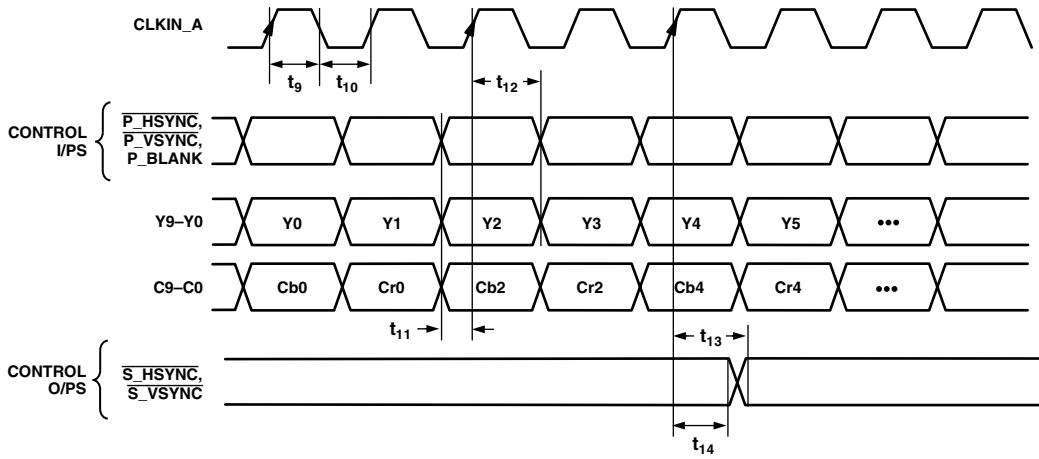 CLKIN_A
t9 t10 t12
CONTROL I/PS
P_HSYNC,
P_VSYNC,
P_BLANK
Y9–Y0 Y0 Y1 Y2 Y3 Y4 Y5 •••
C9–C0 Cb0 Cr0 Cb2 Cr2 Cb4 Cr4 •••
t11 t13
CONTROL O/PS
S_HSYNC,
S_VSYNC
t14